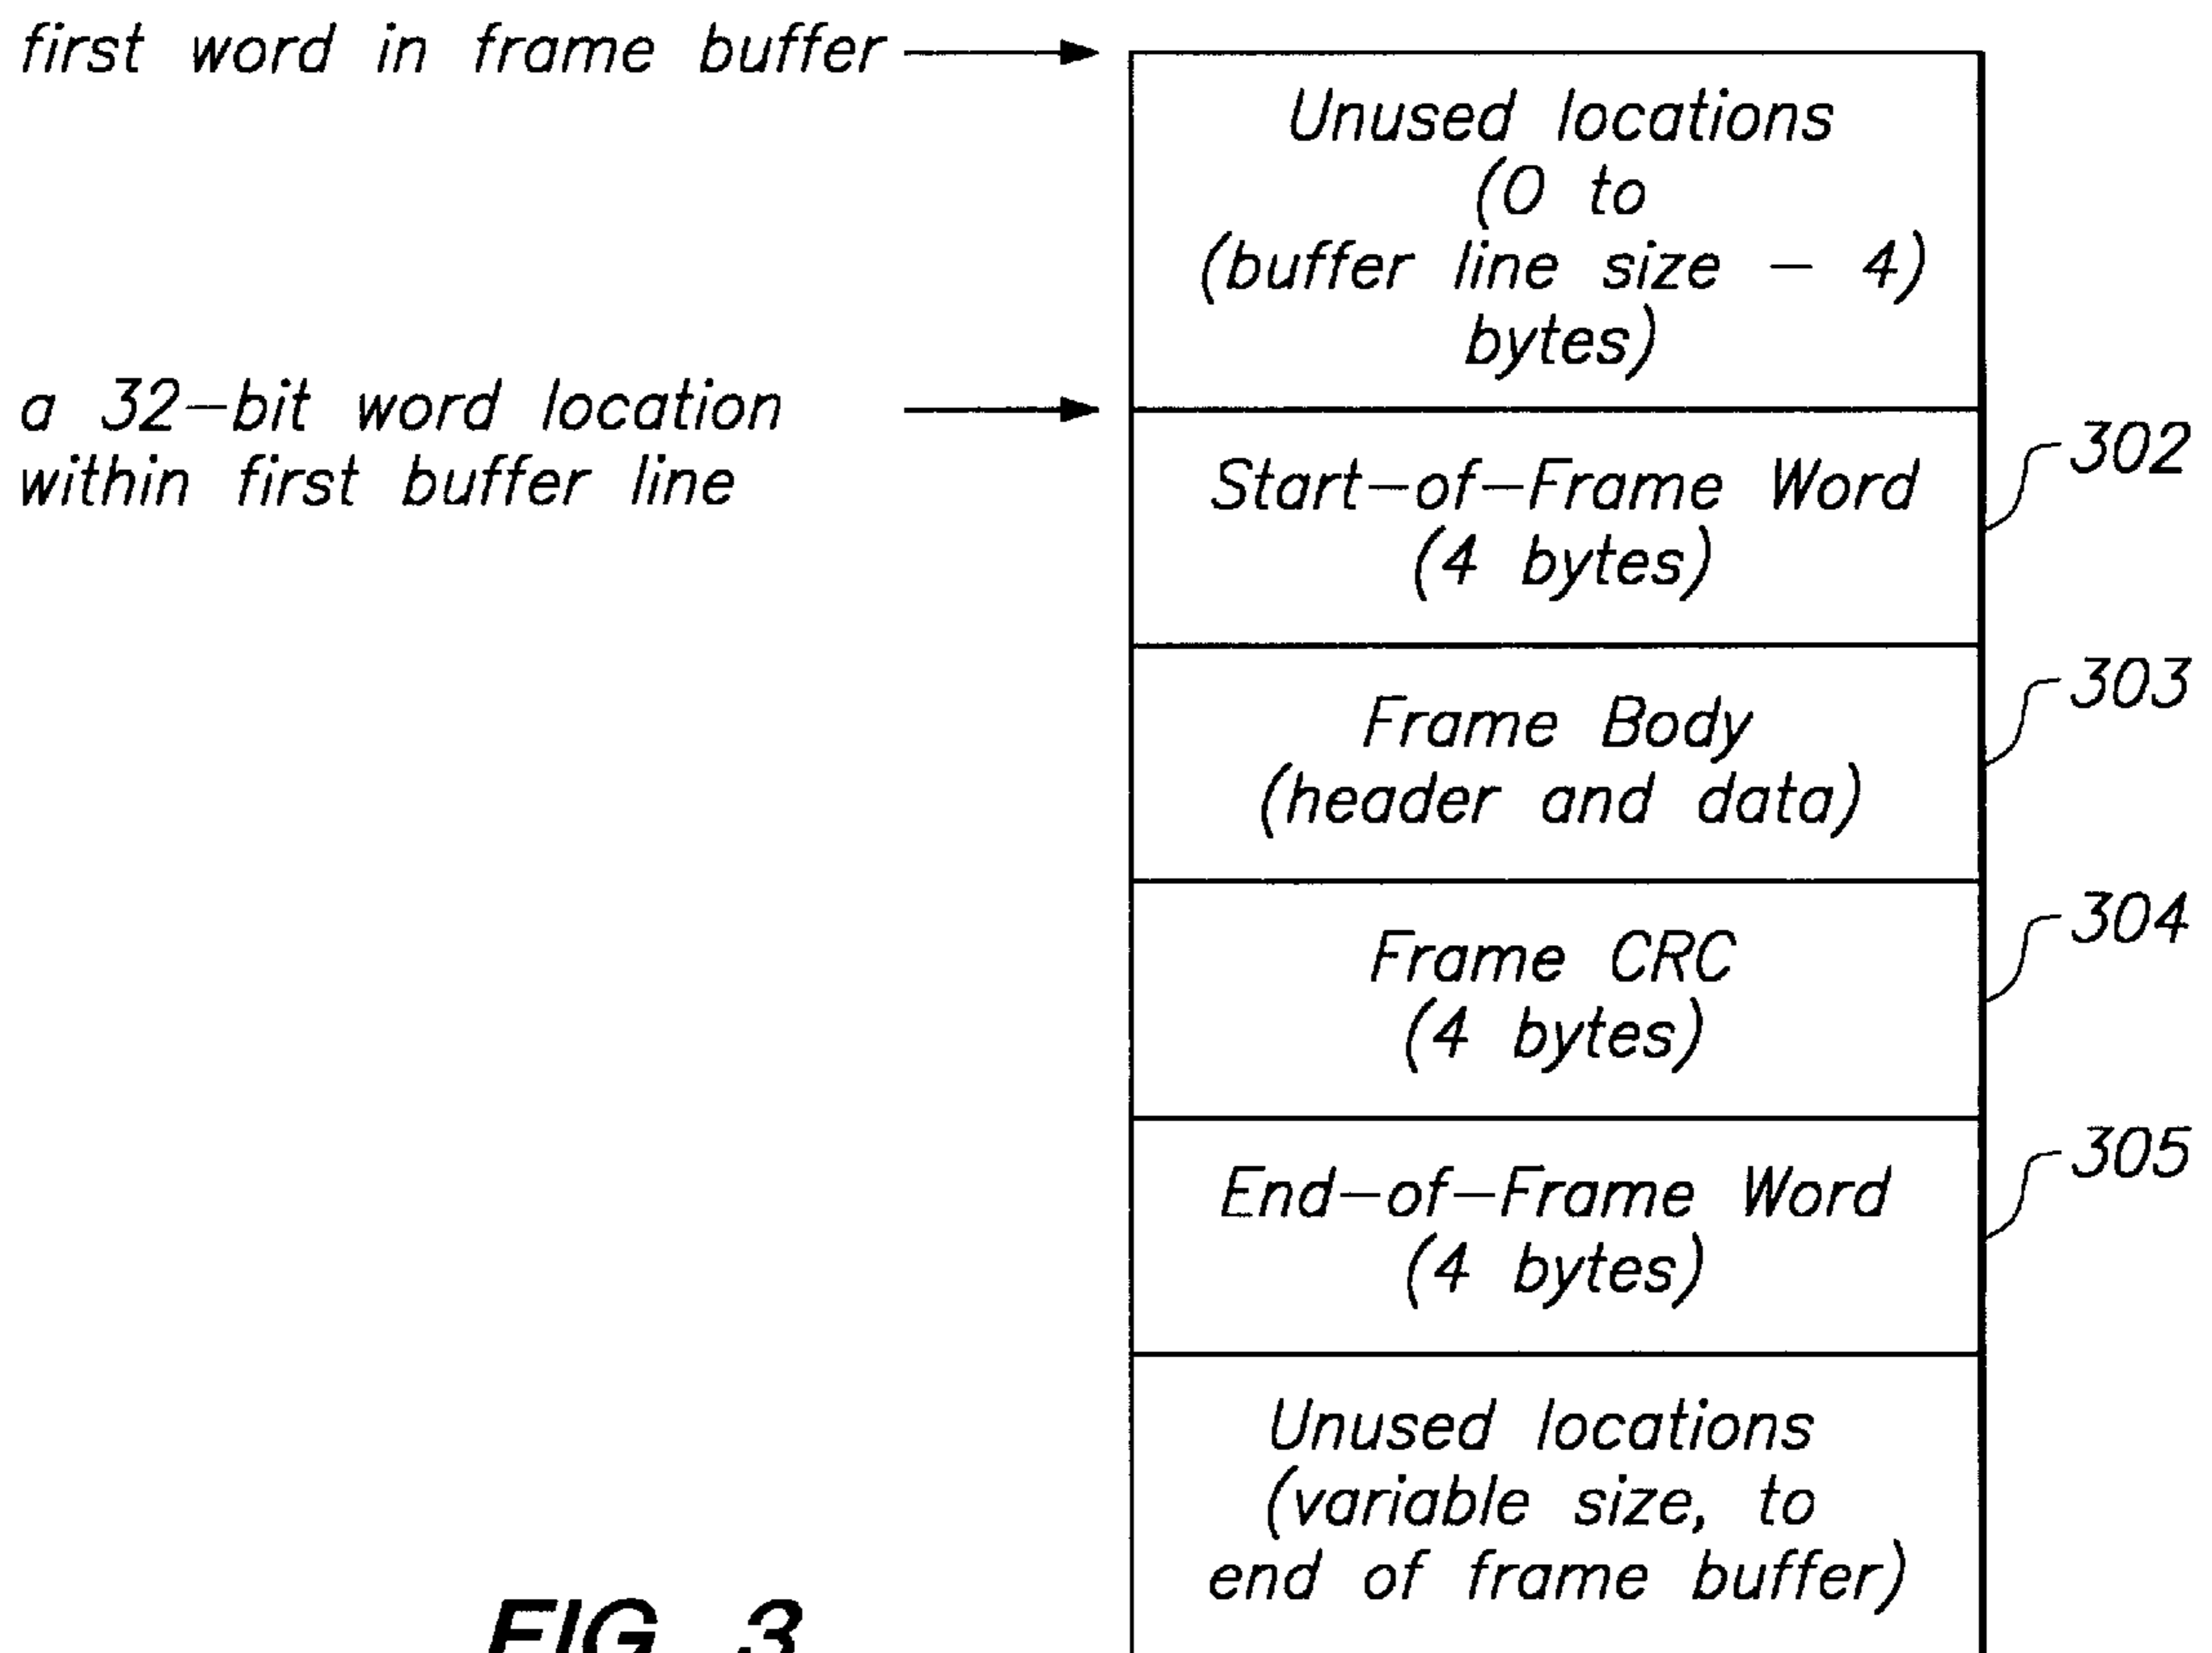 first word in frame buffer
Unused locations
(0 to
(buffer line size – 4)
bytes)
a 32–bit word location
within first buffer line
302
Start–of–Frame Word
(4 bytes)
303
Frame Body
(header and data)
304
Frame CRC
(4 bytes)
305
End–of–Frame Word
(4 bytes)
Unused locations
(variable size, to
end of frame buffer)
FIG. 3